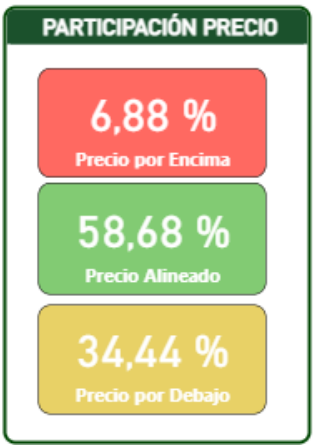 PARTICIPACIÓN PRECIO
6,88 %
Precio por Encima
58,68 %
Precio Alineado
34,44 %
Precio por Debajo